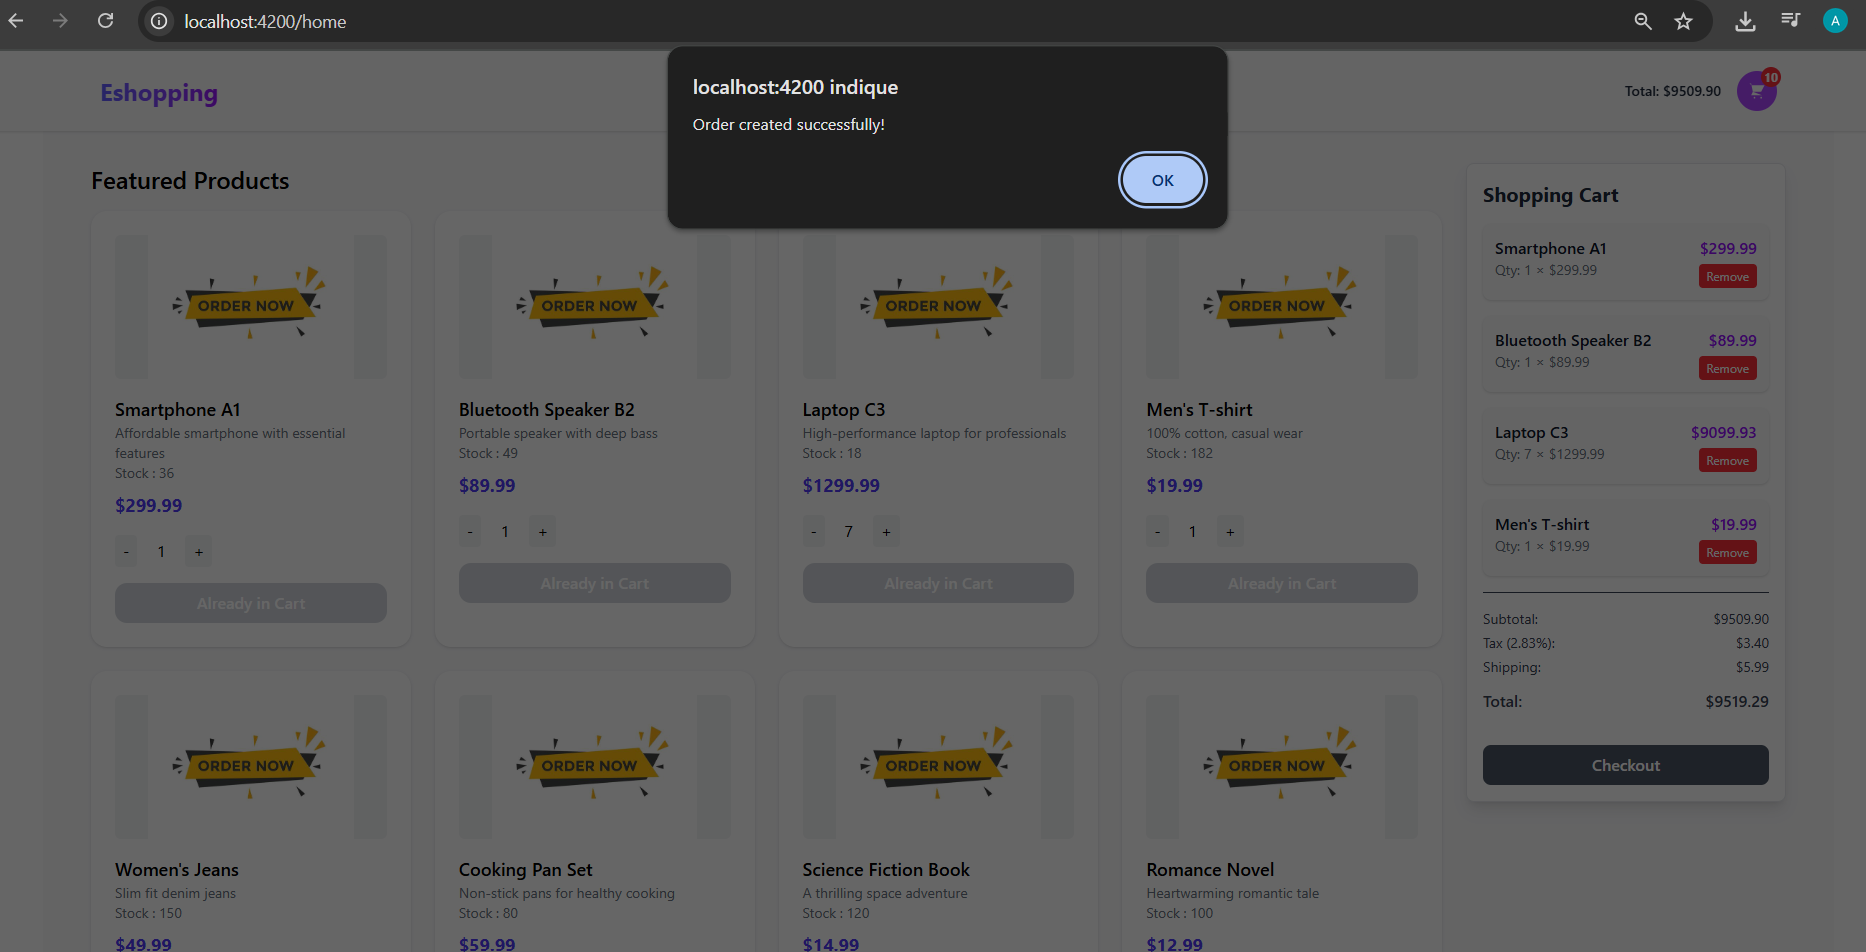 localhost:4200/home
A
localhost:4200 indique
Order created successfully!
OK
Eshopping
Total: $9509.90
10
Featured Products
ORDER NOW
Smartphone A1
Affordable smartphone with essential
features
Stock : 36
$299.99
- 1 +
Already in Cart
ORDER NOW
Bluetooth Speaker B2
Portable speaker with deep bass
Stock : 49
$89.99
- 1 +
Already in Cart
ORDER NOW
Laptop C3
High-performance laptop for professionals
Stock : 18
$1299.99
- 7 +
Already in Cart
ORDER NOW
Men's T-shirt
100% cotton, casual wear
Stock : 182
$19.99
- 1 +
Already in Cart
ORDER NOW
Women's Jeans
Slim fit denim jeans
Stock : 150
$49.99
ORDER NOW
Cooking Pan Set
Non-stick pans for healthy cooking
Stock : 80
$59.99
ORDER NOW
Science Fiction Book
A thrilling space adventure
Stock : 120
$14.99
ORDER NOW
Romance Novel
Heartwarming romantic tale
Stock : 100
$12.99
Shopping Cart
Smartphone A1 $299.99
Qty: 1 × $299.99
Remove
Bluetooth Speaker B2 $89.99
Qty: 1 × $89.99
Remove
Laptop C3 $9099.93
Qty: 7 × $1299.99
Remove
Men's T-shirt $19.99
Qty: 1 × $19.99
Remove
Subtotal: $9509.90
Tax (2.83%): $3.40
Shipping: $5.99
Total: $9519.29
Checkout